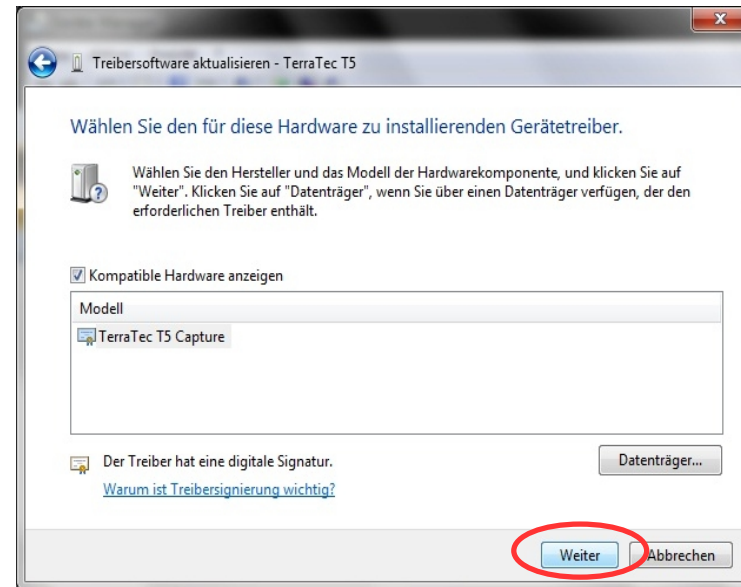 Treibersoftware aktualisieren - TerraTec T5
Wählen Sie den für diese Hardware zu installierenden Gerätetreiber.
Wählen Sie den Hersteller und das Modell der Hardwarekomponente, und klicken Sie auf
"Weiter". Klicken Sie auf "Datenträger", wenn Sie über einen Datenträger verfügen, der den
erforderlichen Treiber enthält.
Kompatible Hardware anzeigen
Modell
TerraTec T5 Capture
Der Treiber hat eine digitale Signatur.
Datenträger...
Warum ist Treibersignierung wichtig?
Weiter
Abbrechen